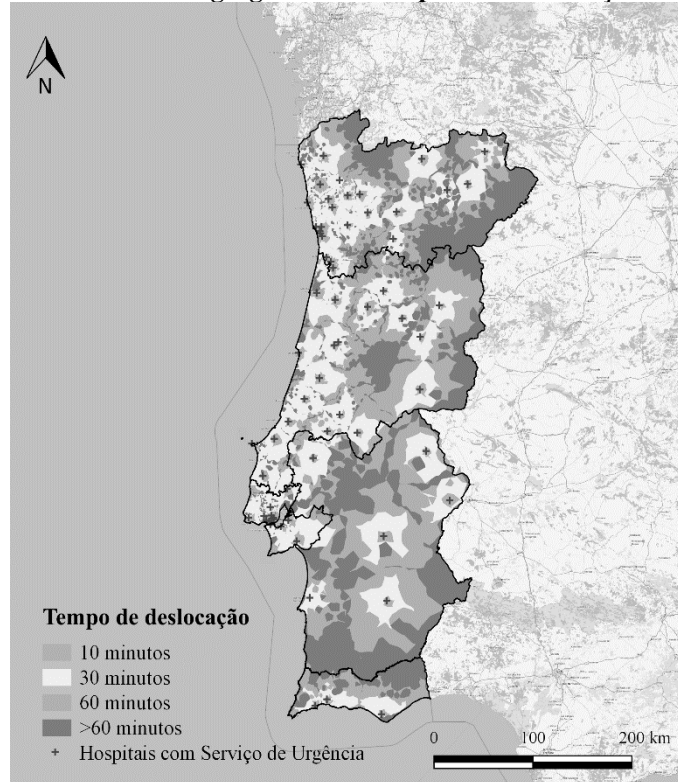 N
Tempo de deslocação
10 minutos
30 minutos
60 minutos
>60 minutos
Hospitais com Serviço de Urgência
0 100 200 km